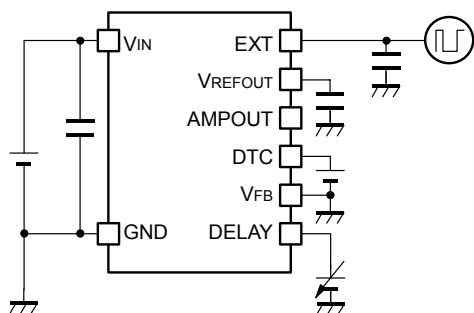 VIN EXT
VREFOUT
AMPOUT
DTC
VFB
GND DELAY